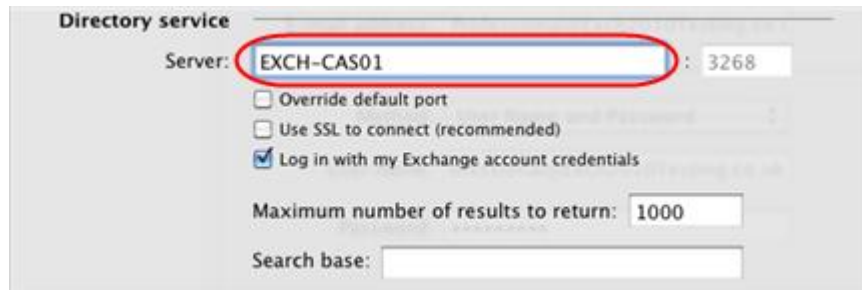 Directory service
Server: EXCH-CAS01 : 3268
Override default port
Use SSL to connect (recommended)
Log in with my Exchange account credentials
Maximum number of results to return: 1000
Search base: